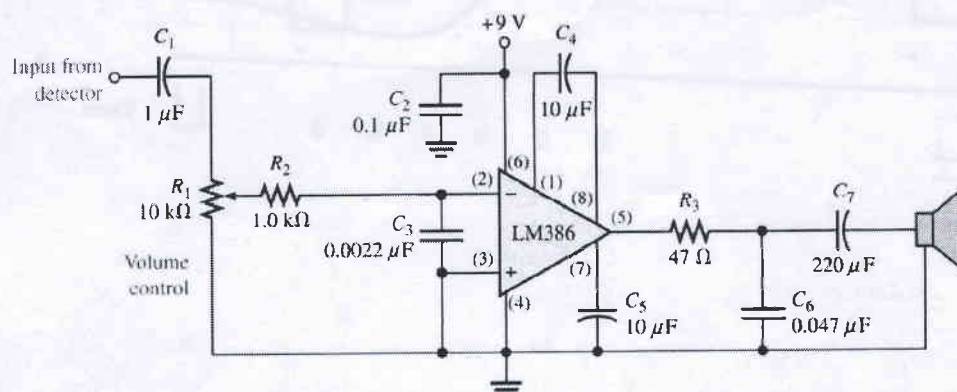 +9 V
C1
C4
Input from
detector
1 μF
C2
0.1 μF
10 μF
(6)
R1
10 kΩ
R2
1.0 kΩ
(2)
−
(1)
(8)
C3
0.0022 μF
LM386
(5)
R3
47 Ω
C7
220 μF
(3)
+
(7)
(4)
Volume
control
C5
10 μF
C6
0.047 μF